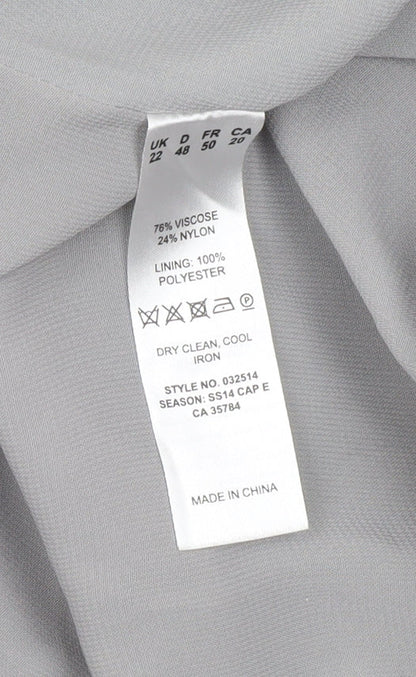 UK D FR CA
22 48 50 20
76% VISCOSE
24% NYLON
LINING: 100%
POLYESTER
P
DRY CLEAN, COOL
IRON
STYLE NO. 032514
SEASON: SS14 CAP E
CA 35784
MADE IN CHINA